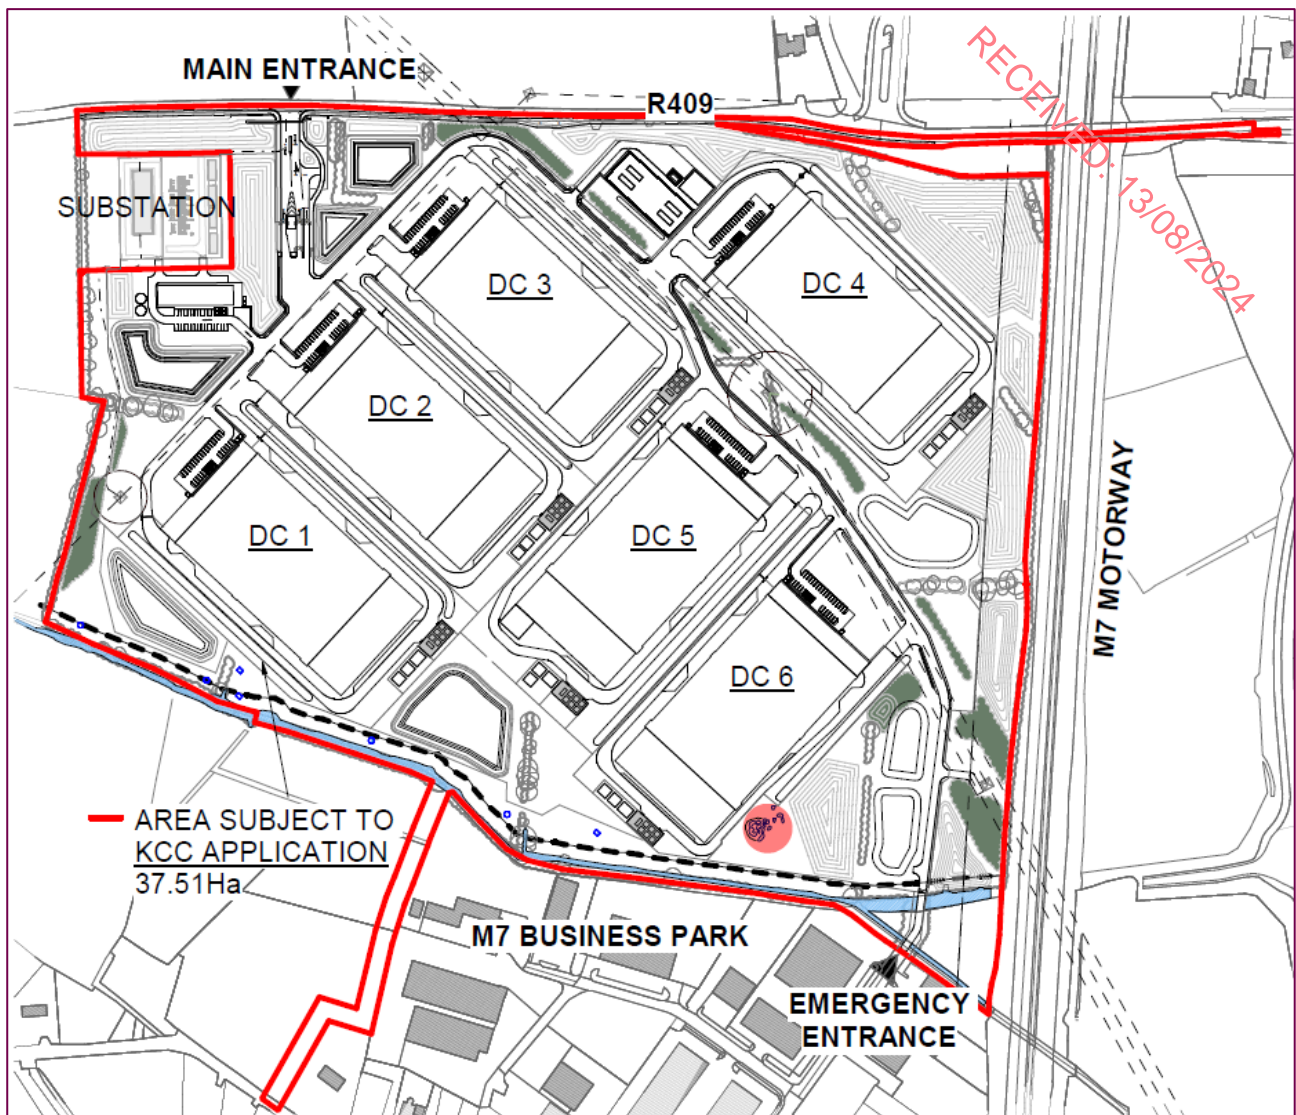 MAIN ENTRANCE
R409
RECEIVED: 13/08/2024
SUBSTATION
DC 3
DC 4
DC 2
DC 1
DC 5
M7 MOTORWAY
DC 6
AREA SUBJECT TO
KCC APPLICATION
37.51Ha
M7 BUSINESS PARK
EMERGENCY
ENTRANCE